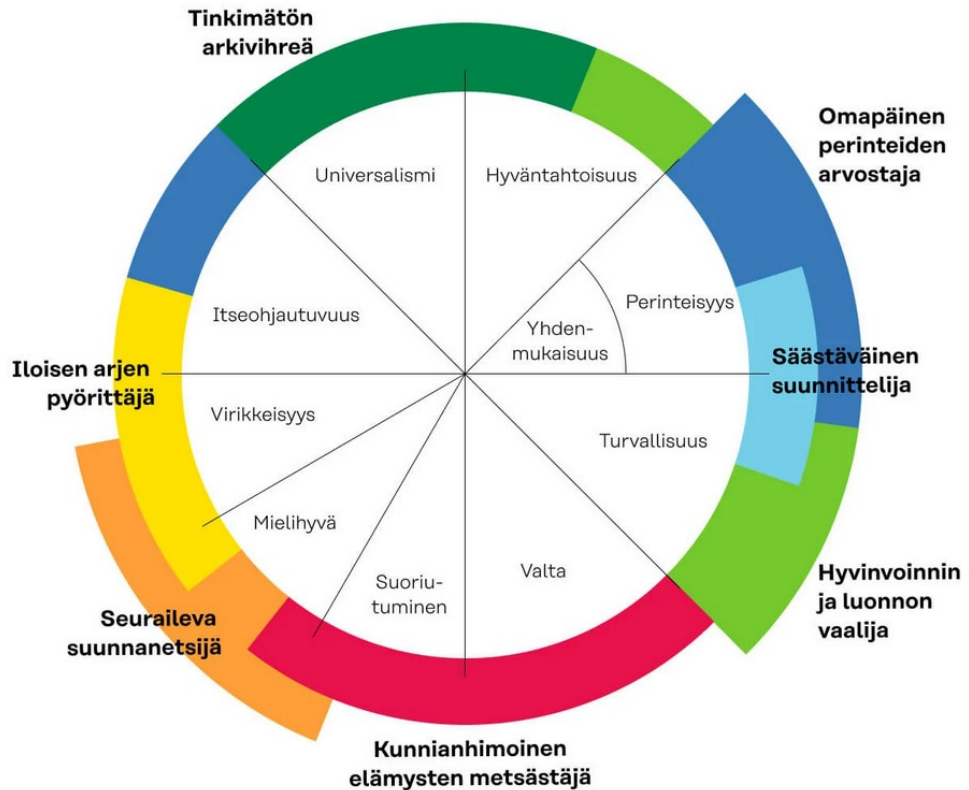 Tinkimätön
arkivihreä
Omapäinen
perinteiden
arvostaja
Universalismi
Hyväntahtoisuus
Itseohjautuvuus
Perinteisyys
Yhden-
mukaisuus
Iloisen arjen
pyörittäjä
Säästäväinen
suunnittelija
Virikkeisyys
Turvallisuus
Mielihyvä
Suoriu-
tuminen
Valta
Hyvinvoinnin
ja luonnon
vaalija
Seuraileva
suunnanetsijä
Kunnianhimoinen
elämysten metsästäjä